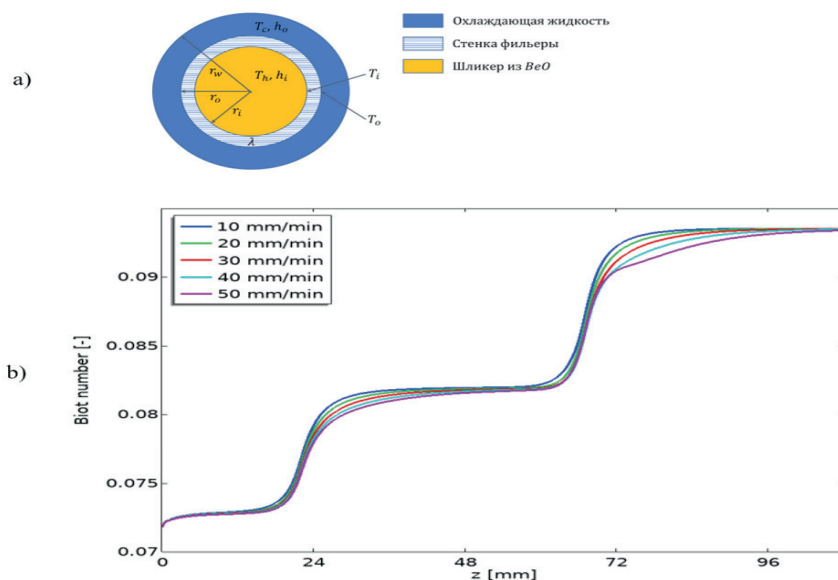 a)
T_c, h_o
T_h, h_i
r_w
r_o
r_i
λ
T_i
T_o
Охлаждающая жидкость
Стенка фильеры
Шликер из BeO
b)
10 mm/min
20 mm/min
30 mm/min
40 mm/min
50 mm/min
Biot number [-]
0.09
0.085
0.08
0.075
0.07
0
24
48
72
96
z [mm]